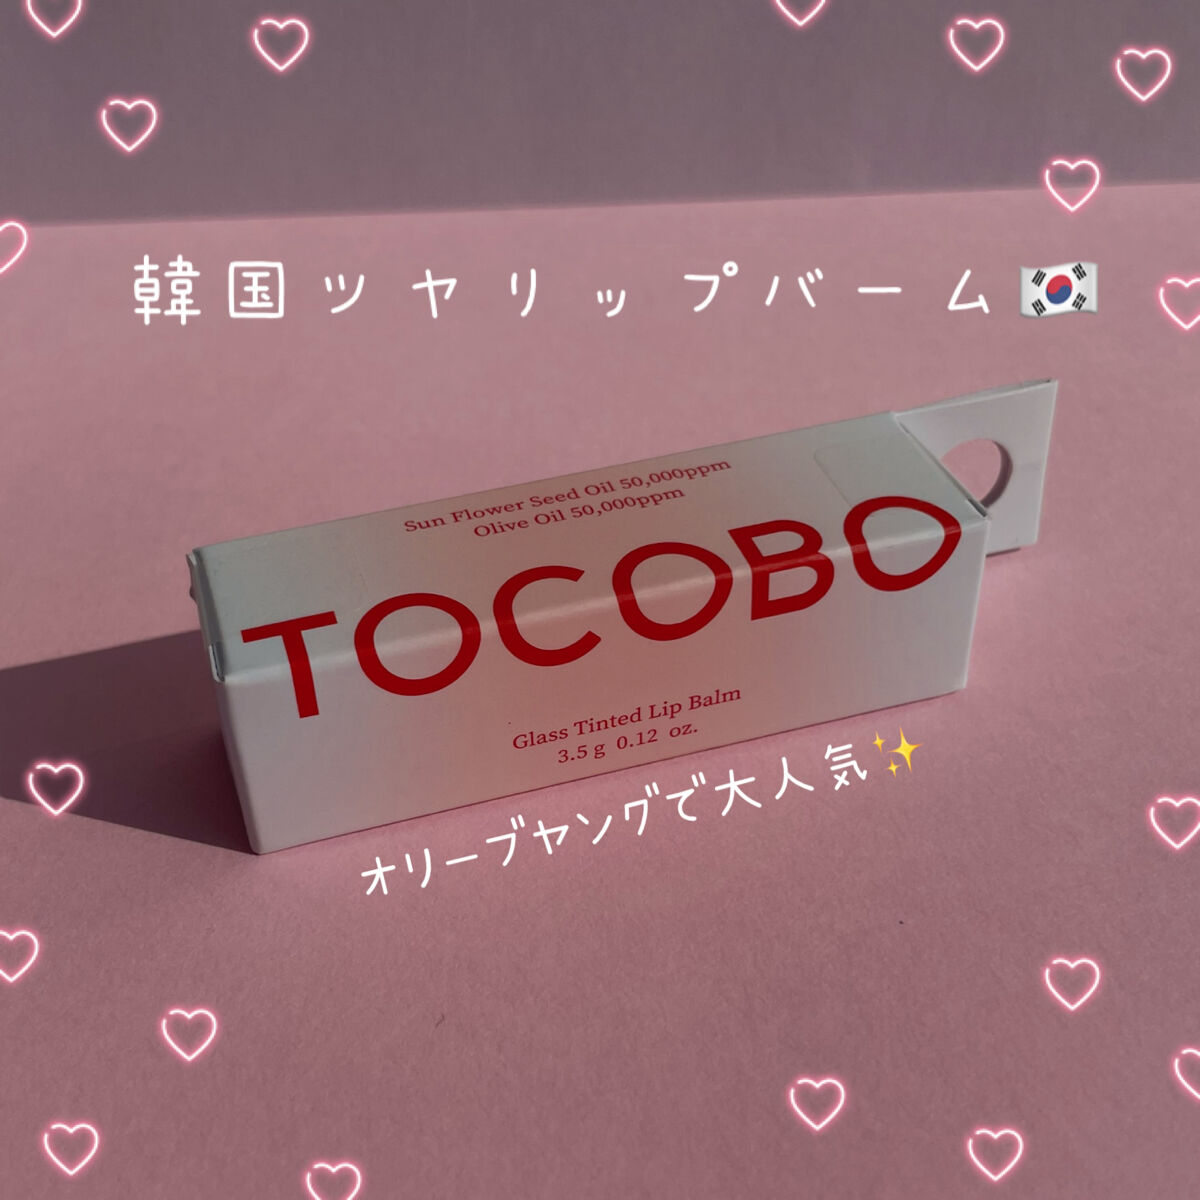 韓国ツヤリップバーム🇰🇷
Sun Flower Seed Oil 50,000ppm
Olive Oil 50,000ppm
TOCOBO
Glass Tinted Lip Balm
3.5 g 0.12 oz.
オリーブヤングで大人気✨